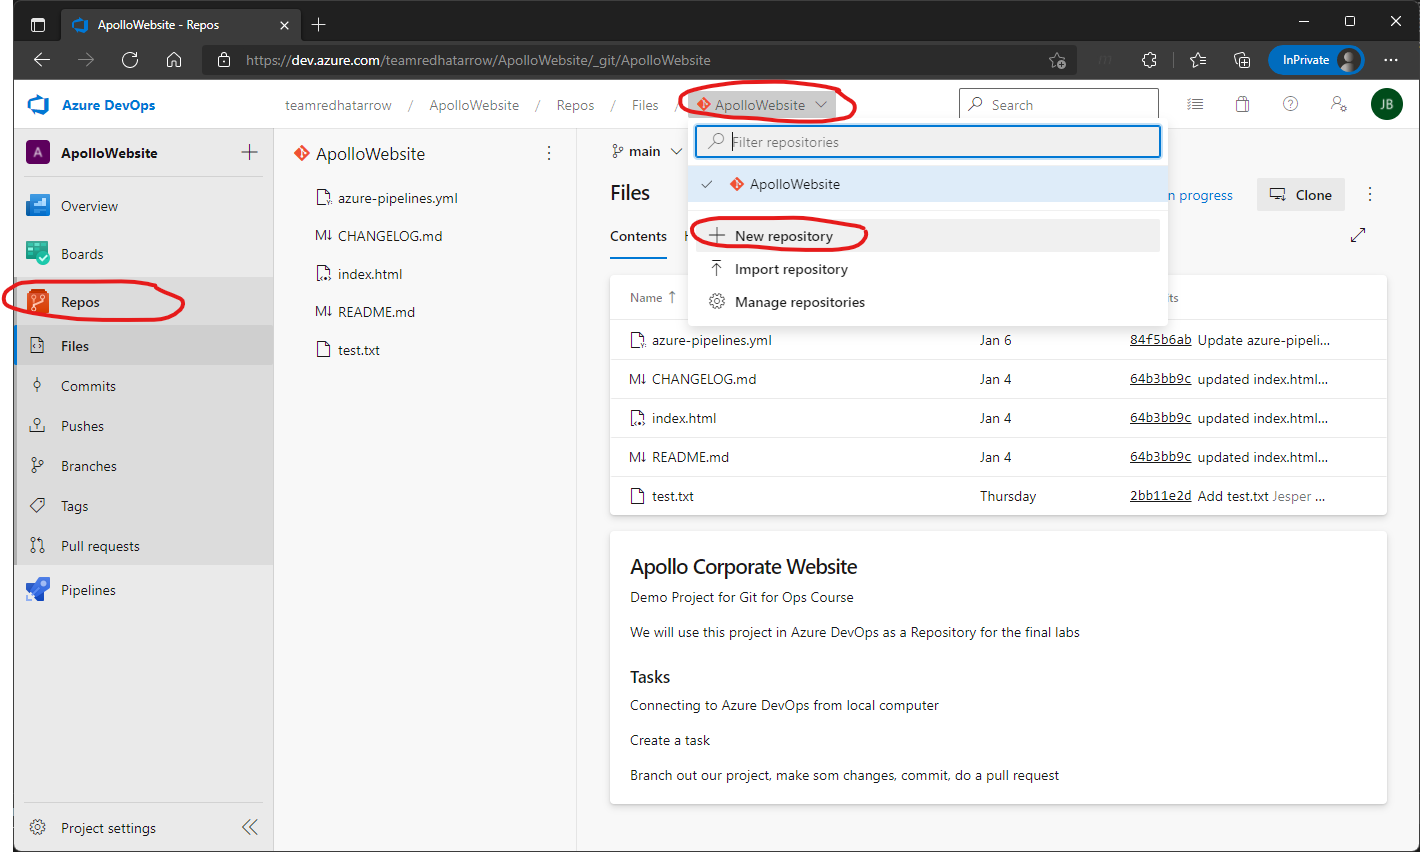 ApolloWebsite - Repos
https://dev.azure.com/teamredhatarrow/ApolloWebsite/_git/ApolloWebsite
InPrivate
Azure DevOps
teamredhatarrow / ApolloWebsite / Repos / Files / ApolloWebsite
Search
JB
A ApolloWebsite
Overview
Boards
Repos
Files
Commits
Pushes
Branches
Tags
Pull requests
Pipelines
Project settings
ApolloWebsite
azure-pipelines.yml
M↓ CHANGELOG.md
index.html
M↓ README.md
test.txt
main
Filter repositories
ApolloWebsite
New repository
Import repository
Manage repositories
Files
n progress
Clone
Contents
Name ↑
ts
azure-pipelines.yml Jan 6 84f5b6ab Update azure-pipeli...
M↓ CHANGELOG.md Jan 4 64b3bb9c updated index.html...
index.html Jan 4 64b3bb9c updated index.html...
M↓ README.md Jan 4 64b3bb9c updated index.html...
test.txt Thursday 2bb11e2d Add test.txt Jesper ...
Apollo Corporate Website
Demo Project for Git for Ops Course
We will use this project in Azure DevOps as a Repository for the final labs
Tasks
Connecting to Azure DevOps from local computer
Create a task
Branch out our project, make som changes, commit, do a pull request